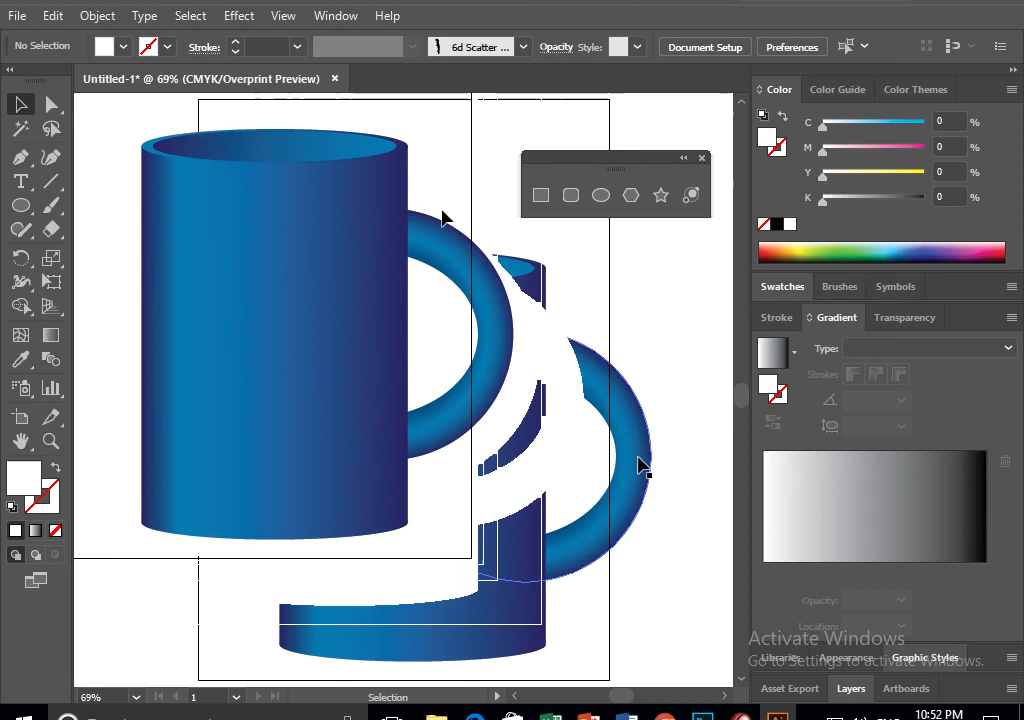 File Edit Object Type Select Effect View Window Help
No Selection Stroke: 6d Scatter ... Opacity Style: Document Setup Preferences
Untitled-1* @ 69% (CMYK/Overprint Preview) ×
Color Color Guide Color Themes
C 0 %
M 0 %
Y 0 %
K 0 %
Swatches Brushes Symbols
Stroke Gradient Transparency
Type:
Stroke:
Opacity:
Location:
Activate Windows
Go to Settings to activate Windows.
Libraries Appearance Graphic Styles
Asset Export Layers Artboards
69% 1 Selection
10:52 PM